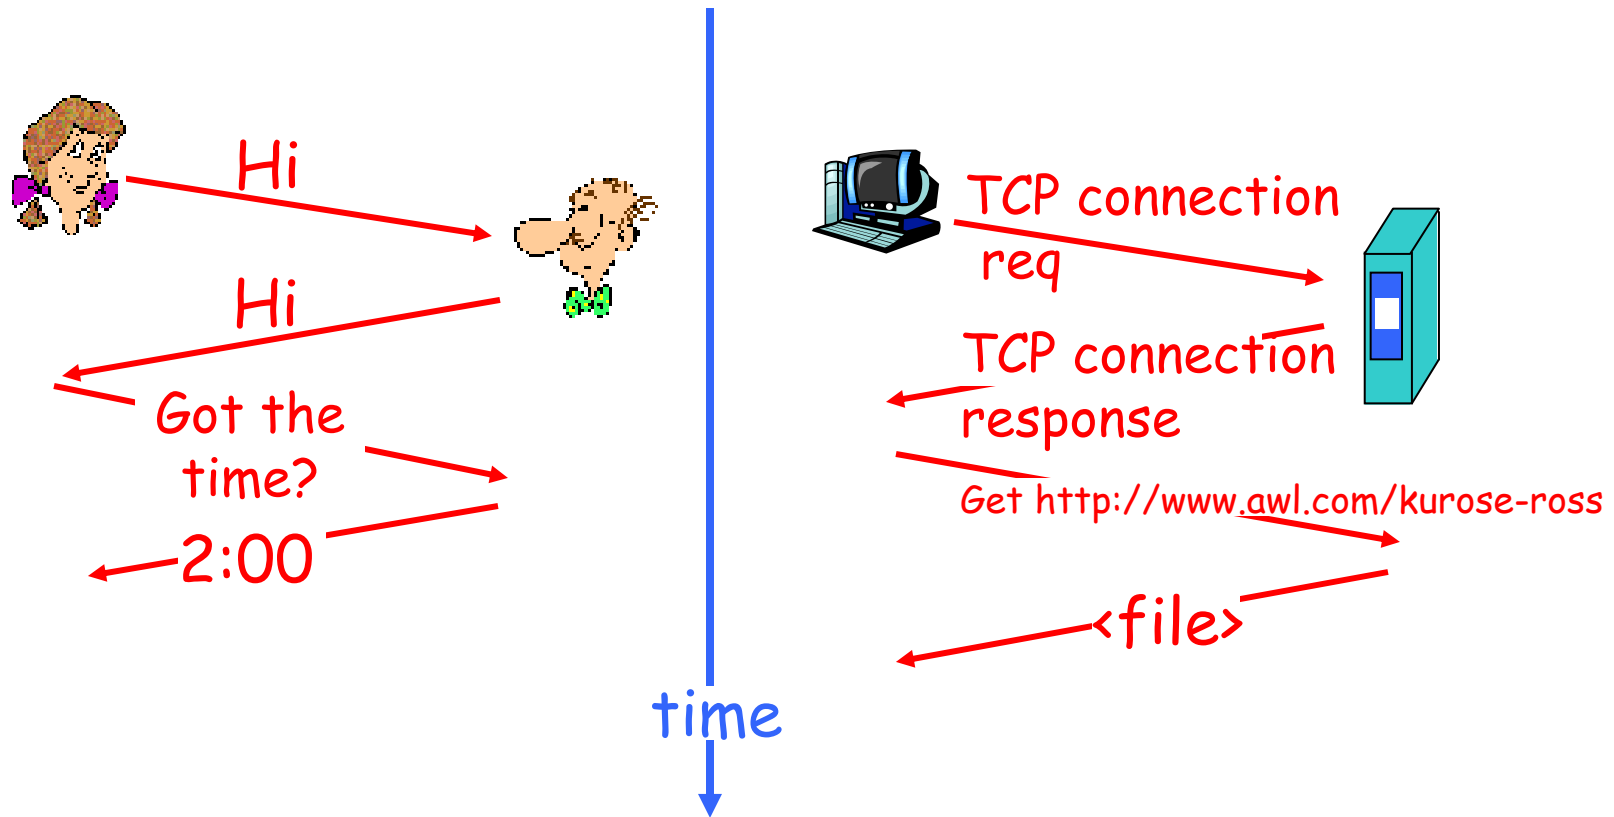 Hi
Hi
Got the
time?
2:00
TCP connection
req
TCP connection
response
Get http://www.awl.com/kurose-ross
<file>
time